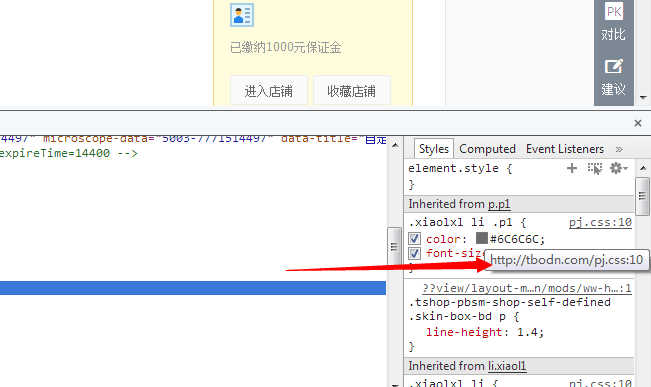 PK
对比
已缴纳1000元保证金
建议
进入店铺
收藏店铺
4497" microscope-data="5003-7771514497" data-title="自定
expireTime=14400 -->
Styles Computed Event Listeners »
element.style {
}
Inherited from p.p1
.xiaolxl li .p1 { pj.css:10
color: #6C6C6C;
font-size
http://tbodn.com/pj.css:10
}
??view/layout-m…n/mods/ww-h…:1
.tshop-pbsm-shop-self-defined
.skin-box-bd p {
line-height: 1.4;
}
Inherited from li.xiaol1
.xiaolxl li { pj.css:10